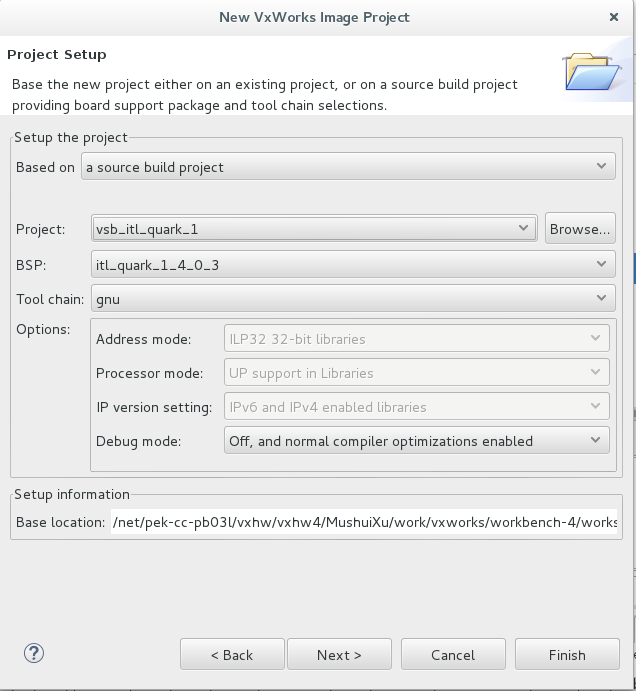 New VxWorks Image Project
Project Setup
Base the new project either on an existing project, or on a source build project
providing board support package and tool chain selections.
Setup the project
Based on a source build project
Project: vsb_itl_quark_1 Browse...
BSP: itl_quark_1_4_0_3
Tool chain: gnu
Options:
Address mode: ILP32 32-bit libraries
Processor mode: UP support in Libraries
IP version setting: IPv6 and IPv4 enabled libraries
Debug mode: Off, and normal compiler optimizations enabled
Setup information
Base location: /net/pek-cc-pb03l/vxhw/vxhw4/MushuiXu/work/vxworks/workbench-4/works
? < Back Next > Cancel Finish